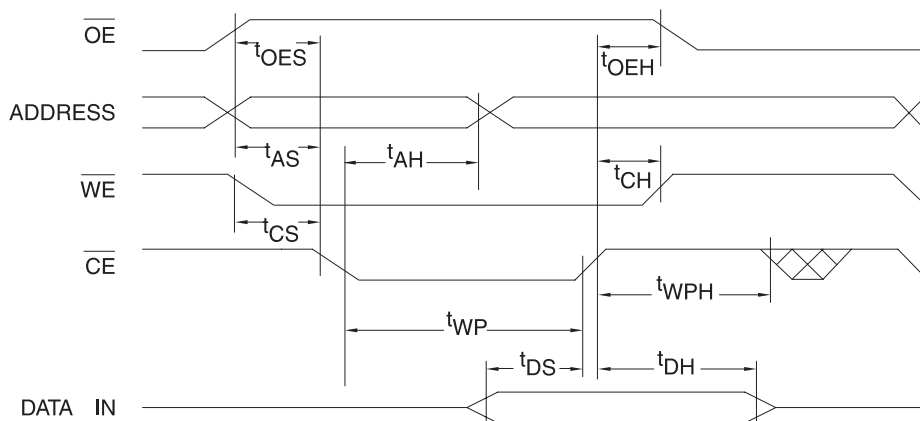 OE
tOES
tOEH
ADDRESS
tAS
tAH
WE
tCH
tCS
CE
tWPH
tWP
tDS
tDH
DATA IN